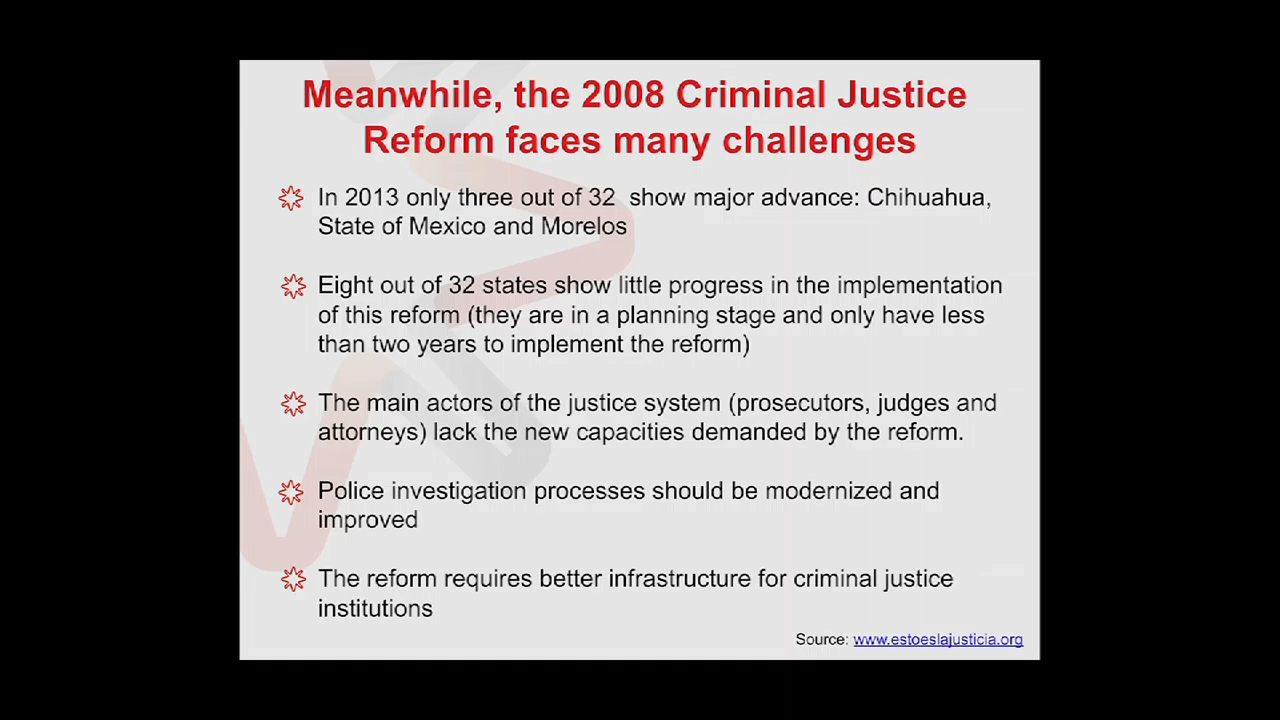 Meanwhile, the 2008 Criminal Justice
Reform faces many challenges
In 2013 only three out of 32  show major advance: Chihuahua,
State of Mexico and Morelos
Eight out of 32 states show little progress in the implementation
of this reform (they are in a planning stage and only have less
than two years to implement the reform)
The main actors of the justice system (prosecutors, judges and
attorneys) lack the new capacities demanded by the reform.
Police investigation processes should be modernized and
improved
The reform requires better infrastructure for criminal justice
institutions
Source: www.estoeslajusticia.org